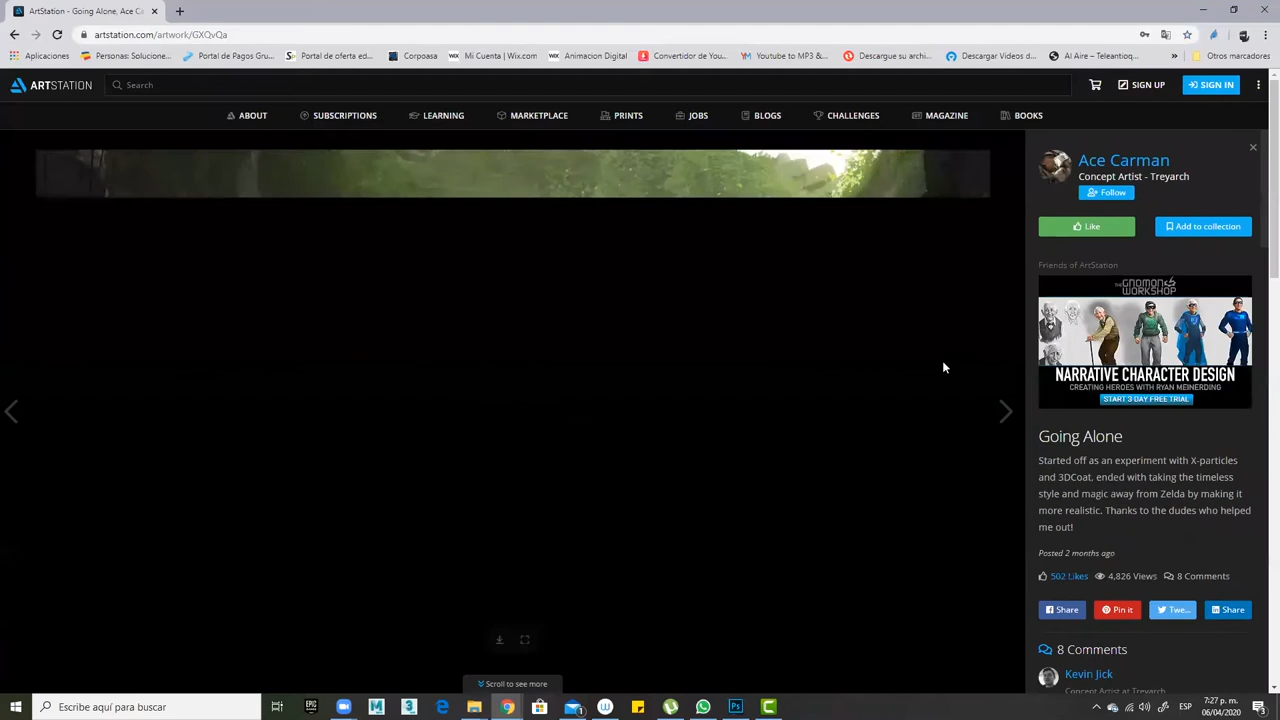 ArtStation - Going Alone, Ace Ca
artstation.com/artwork/GXQvQa
Aplicaciones
Personas: Solucione...
Portal de Pagos Gru...
Portal de oferta ed...
Corpoasa
Mi Cuenta | Wix.com
Animacion Digital
Convertidor de You...
Youtube to MP3 &...
Descargue su archi...
Descargar Videos d...
Al Aire – Teleantioq...
»
Otros marcadores
ARTSTATION
Search
SIGN UP
SIGN IN
ABOUT
SUBSCRIPTIONS
LEARNING
MARKETPLACE
PRINTS
JOBS
BLOGS
CHALLENGES
MAGAZINE
BOOKS
Ace Carman
Concept Artist - Treyarch
Follow
Like
Add to collection
Friends of ArtStation
THE GNOMON WORKSHOP
NARRATIVE CHARACTER DESIGN
CREATING HEROES WITH RYAN MEINERDING
START 3 DAY FREE TRIAL
Going Alone
Started off as an experiment with X-particles
and 3DCoat, ended with taking the timeless
style and magic away from Zelda by making it
more realistic. Thanks to the dudes who helped
me out!
Posted 2 months ago
502 Likes
4,826 Views
8 Comments
Share
Pin it
Twe...
Share
8 Comments
Kevin Jick
Concept Artist at Treyarch
Scroll to see more
Escribe aquí para buscar
ESP
7:27 p. m.
06/04/2020